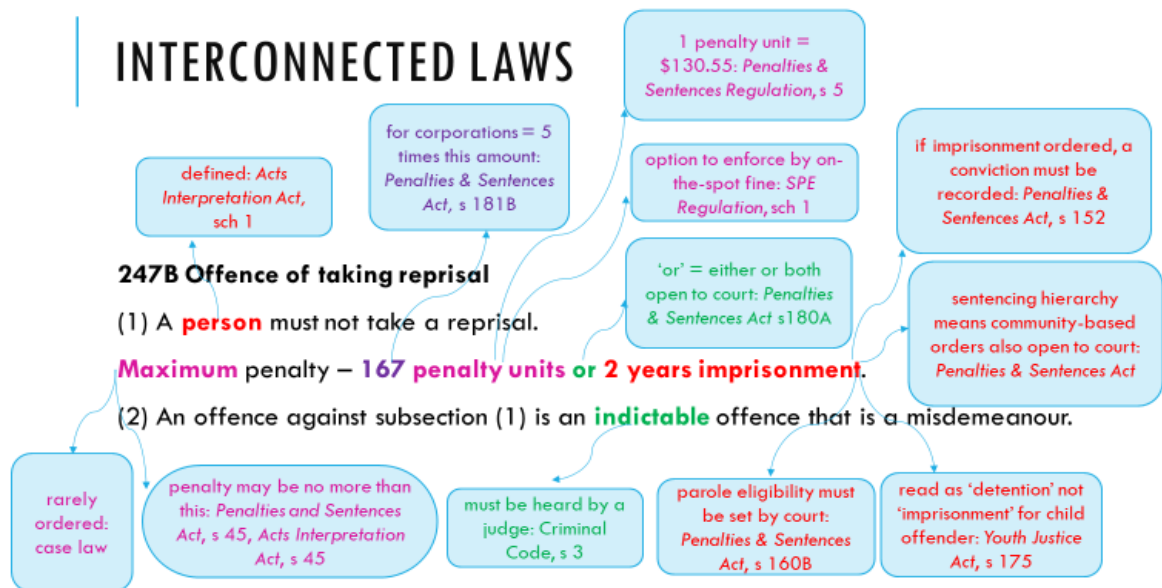 INTERCONNECTED LAWS
1 penalty unit =
$130.55: Penalties &
Sentences Regulation, s 5
for corporations = 5
times this amount:
Penalties & Sentences
Act, s 181B
if imprisonment ordered, a
conviction must be
recorded: Penalties &
Sentences Act, s 152
defined: Acts
Interpretation Act,
sch 1
option to enforce by on-
the-spot fine: SPE
Regulation, sch 1
'or' = either or both
open to court: Penalties
& Sentences Act s180A
sentencing hierarchy
means community-based
orders also open to court:
Penalties & Sentences Act
247B Offence of taking reprisal
(1) A person must not take a reprisal.
Maximum penalty – 167 penalty units or 2 years imprisonment.
(2) An offence against subsection (1) is an indictable offence that is a misdemeanour.
rarely
ordered:
case law
penalty may be no more than
this: Penalties and Sentences
Act, s 45, Acts Interpretation
Act, s 45
must be heard by a
judge: Criminal
Code, s 3
parole eligibility must
be set by court:
Penalties & Sentences
Act, s 160B
read as 'detention' not
'imprisonment' for child
offender: Youth Justice
Act, s 175